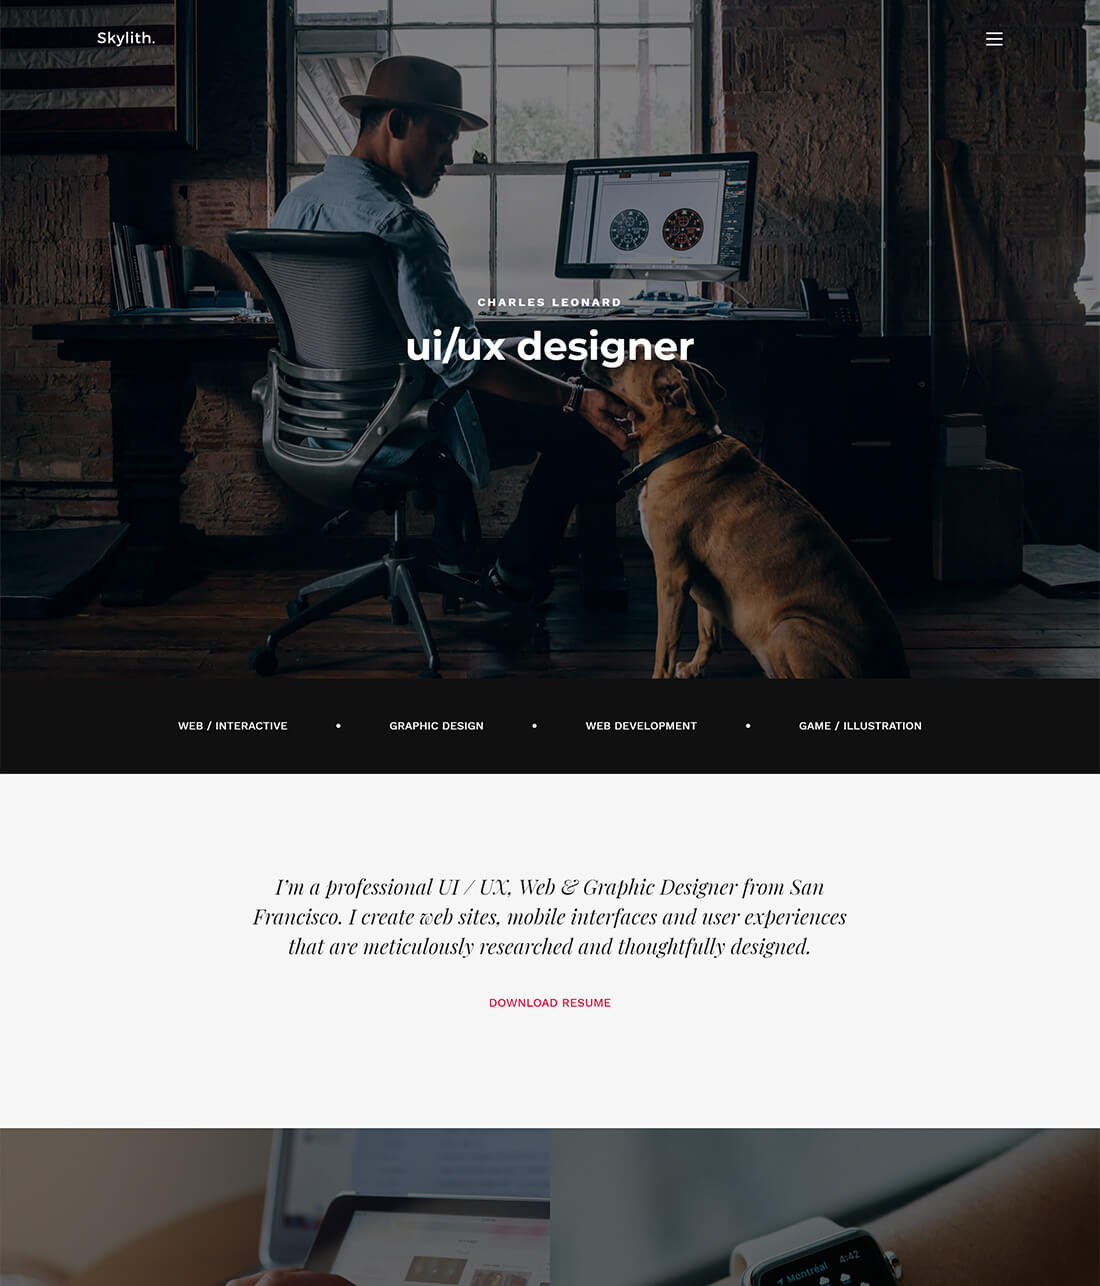 Skylith.
CHARLES LEONARD
ui/ux designer
WEB / INTERACTIVE • GRAPHIC DESIGN • WEB DEVELOPMENT • GAME / ILLUSTRATION
I'm a professional UI / UX, Web & Graphic Designer from San
Francisco. I create web sites, mobile interfaces and user experiences
that are meticulously researched and thoughtfully designed.
DOWNLOAD RESUME
4:42
Montréal